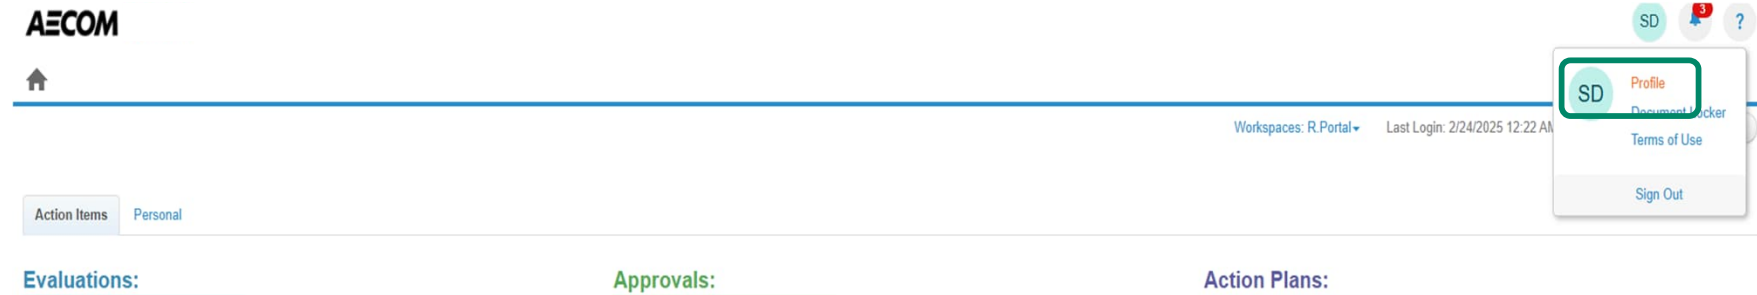 AECOM
SD 3 ?
SD Profile
Document Locker
Workspaces: R.Portal Last Login: 2/24/2025 12:22 AM
Terms of Use
Sign Out
Action Items Personal
Evaluations: Approvals: Action Plans: